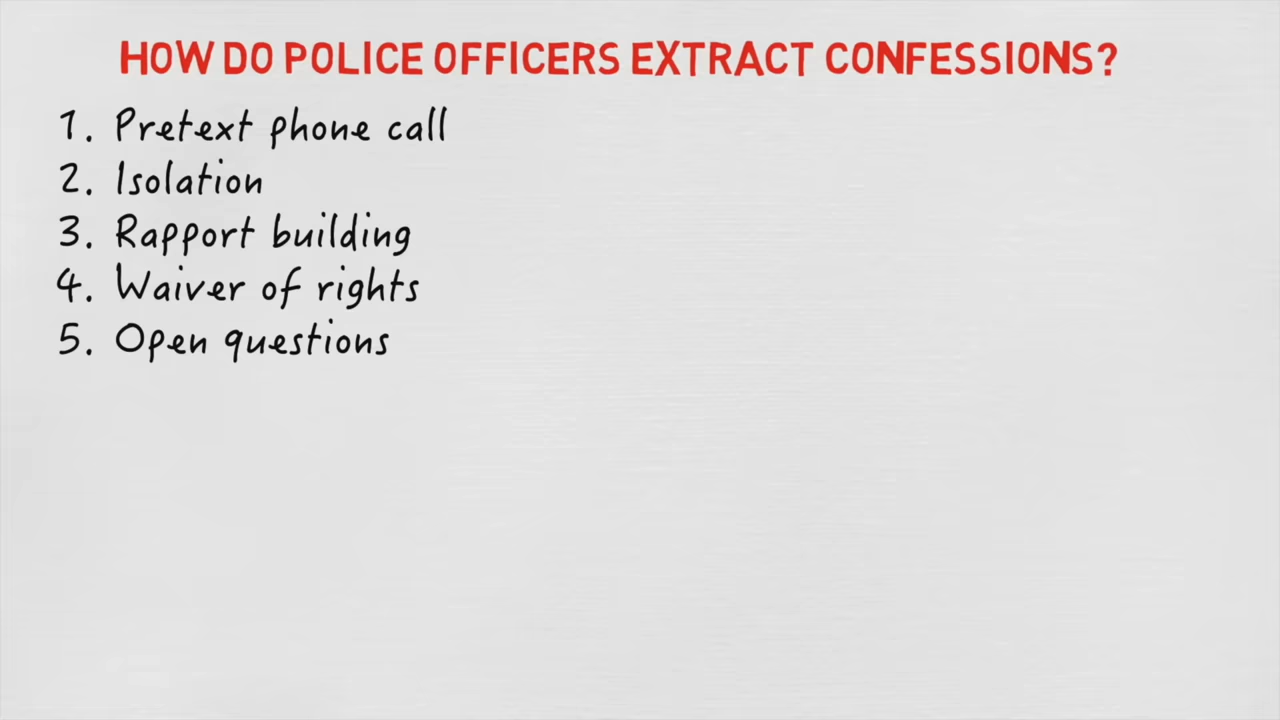 HOW DO POLICE OFFICERS EXTRACT CONFESSIONS?
1. Pretext phone call
2. Isolation
3. Rapport building
4. Waiver of rights
5. Open questions